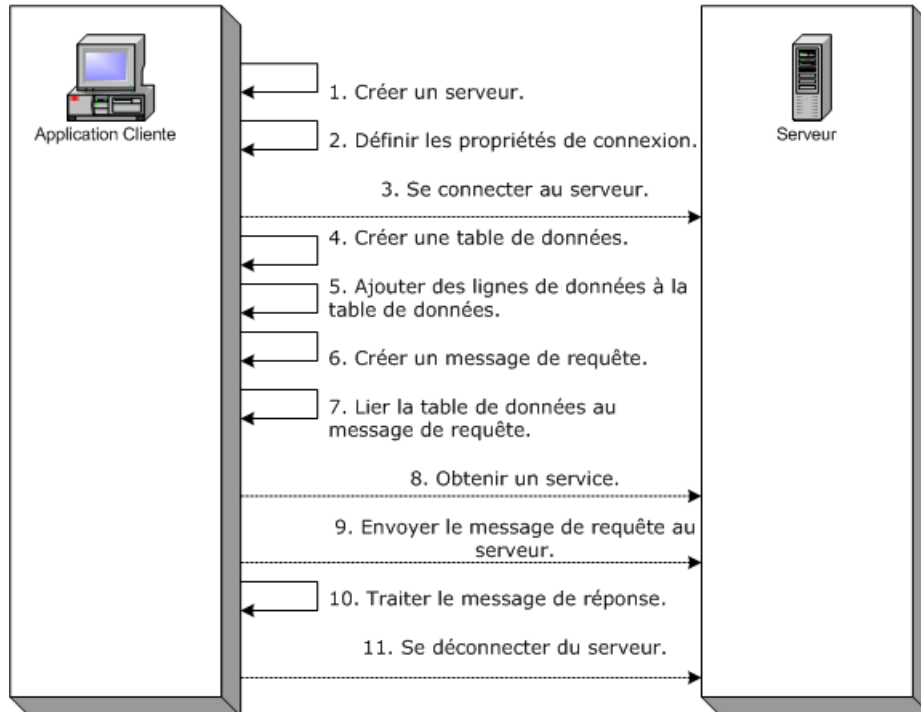 1. Créer un serveur.
Application Cliente
Serveur
2. Définir les propriétés de connexion.
3. Se connecter au serveur.
4. Créer une table de données.
5. Ajouter des lignes de données à la
table de données.
6. Créer un message de requête.
7. Lier la table de données au
message de requête.
8. Obtenir un service.
9. Envoyer le message de requête au
serveur.
10. Traiter le message de réponse.
11. Se déconnecter du serveur.